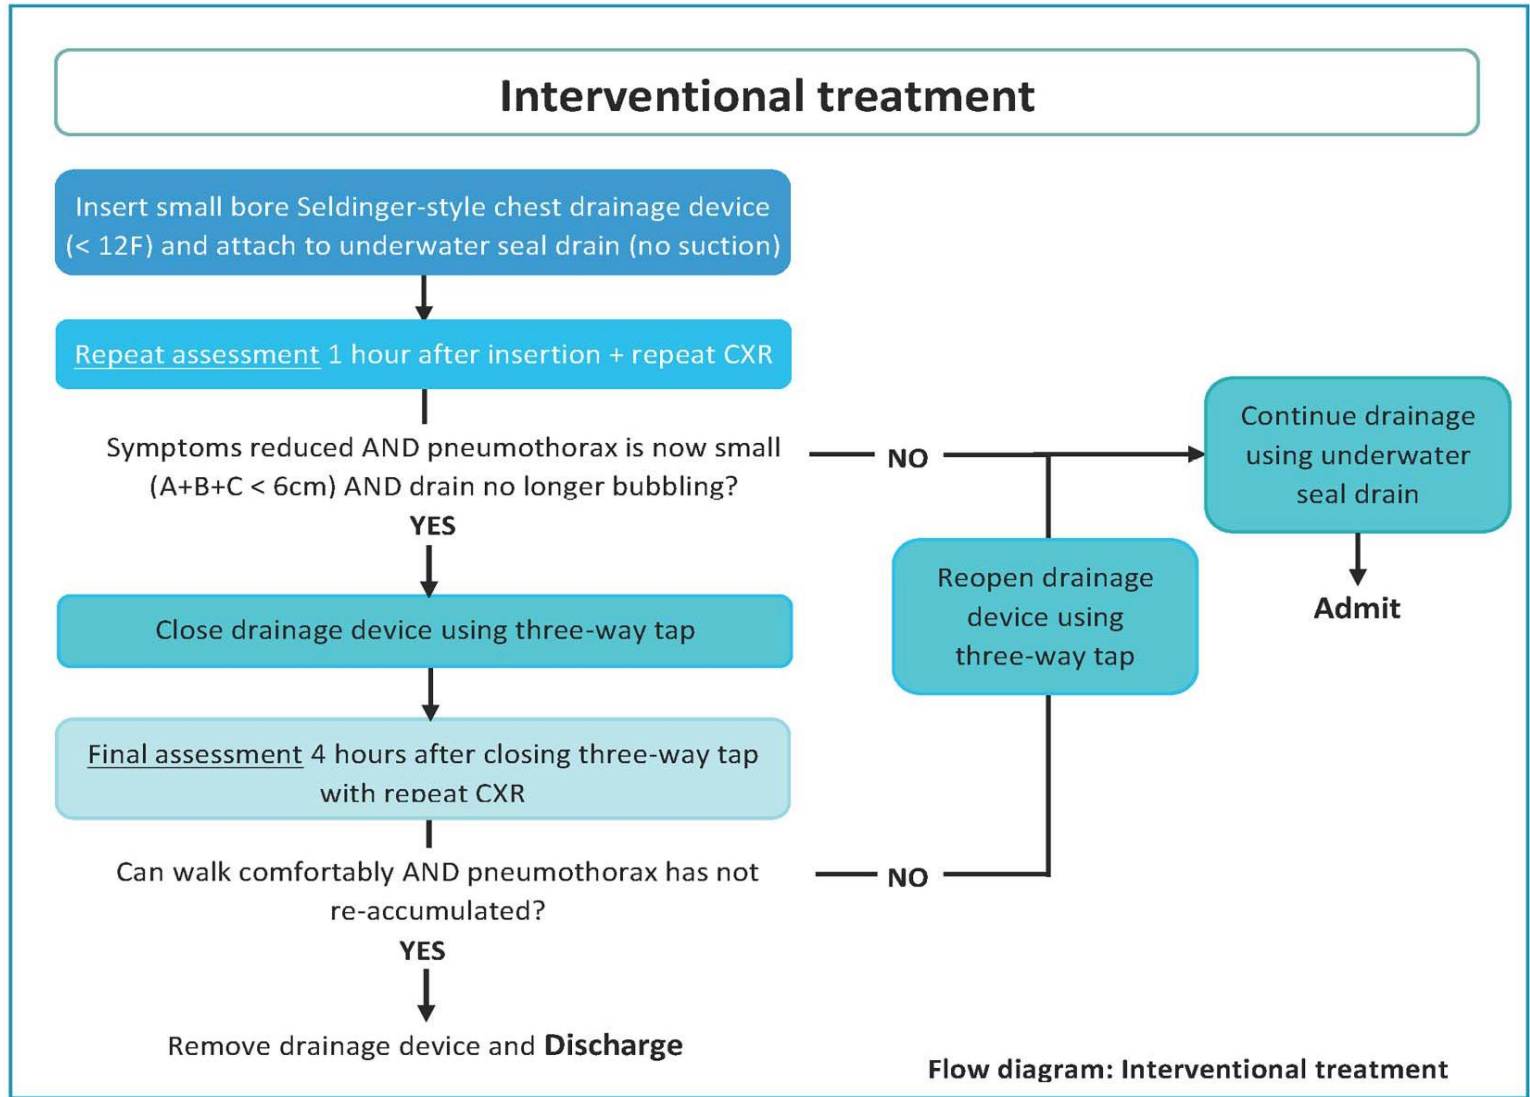 Interventional treatment
Insert small bore Seldinger-style chest drainage device
(< 12F) and attach to underwater seal drain (no suction)
Repeat assessment 1 hour after insertion + repeat CXR
Symptoms reduced AND pneumothorax is now small
(A+B+C < 6cm) AND drain no longer bubbling?
NO
Continue drainage
using underwater
seal drain
Admit
YES
Close drainage device using three-way tap
Reopen drainage
device using
three-way tap
Final assessment 4 hours after closing three-way tap
with repeat CXR
Can walk comfortably AND pneumothorax has not
re-accumulated?
NO
YES
Remove drainage device and Discharge
Flow diagram: Interventional treatment